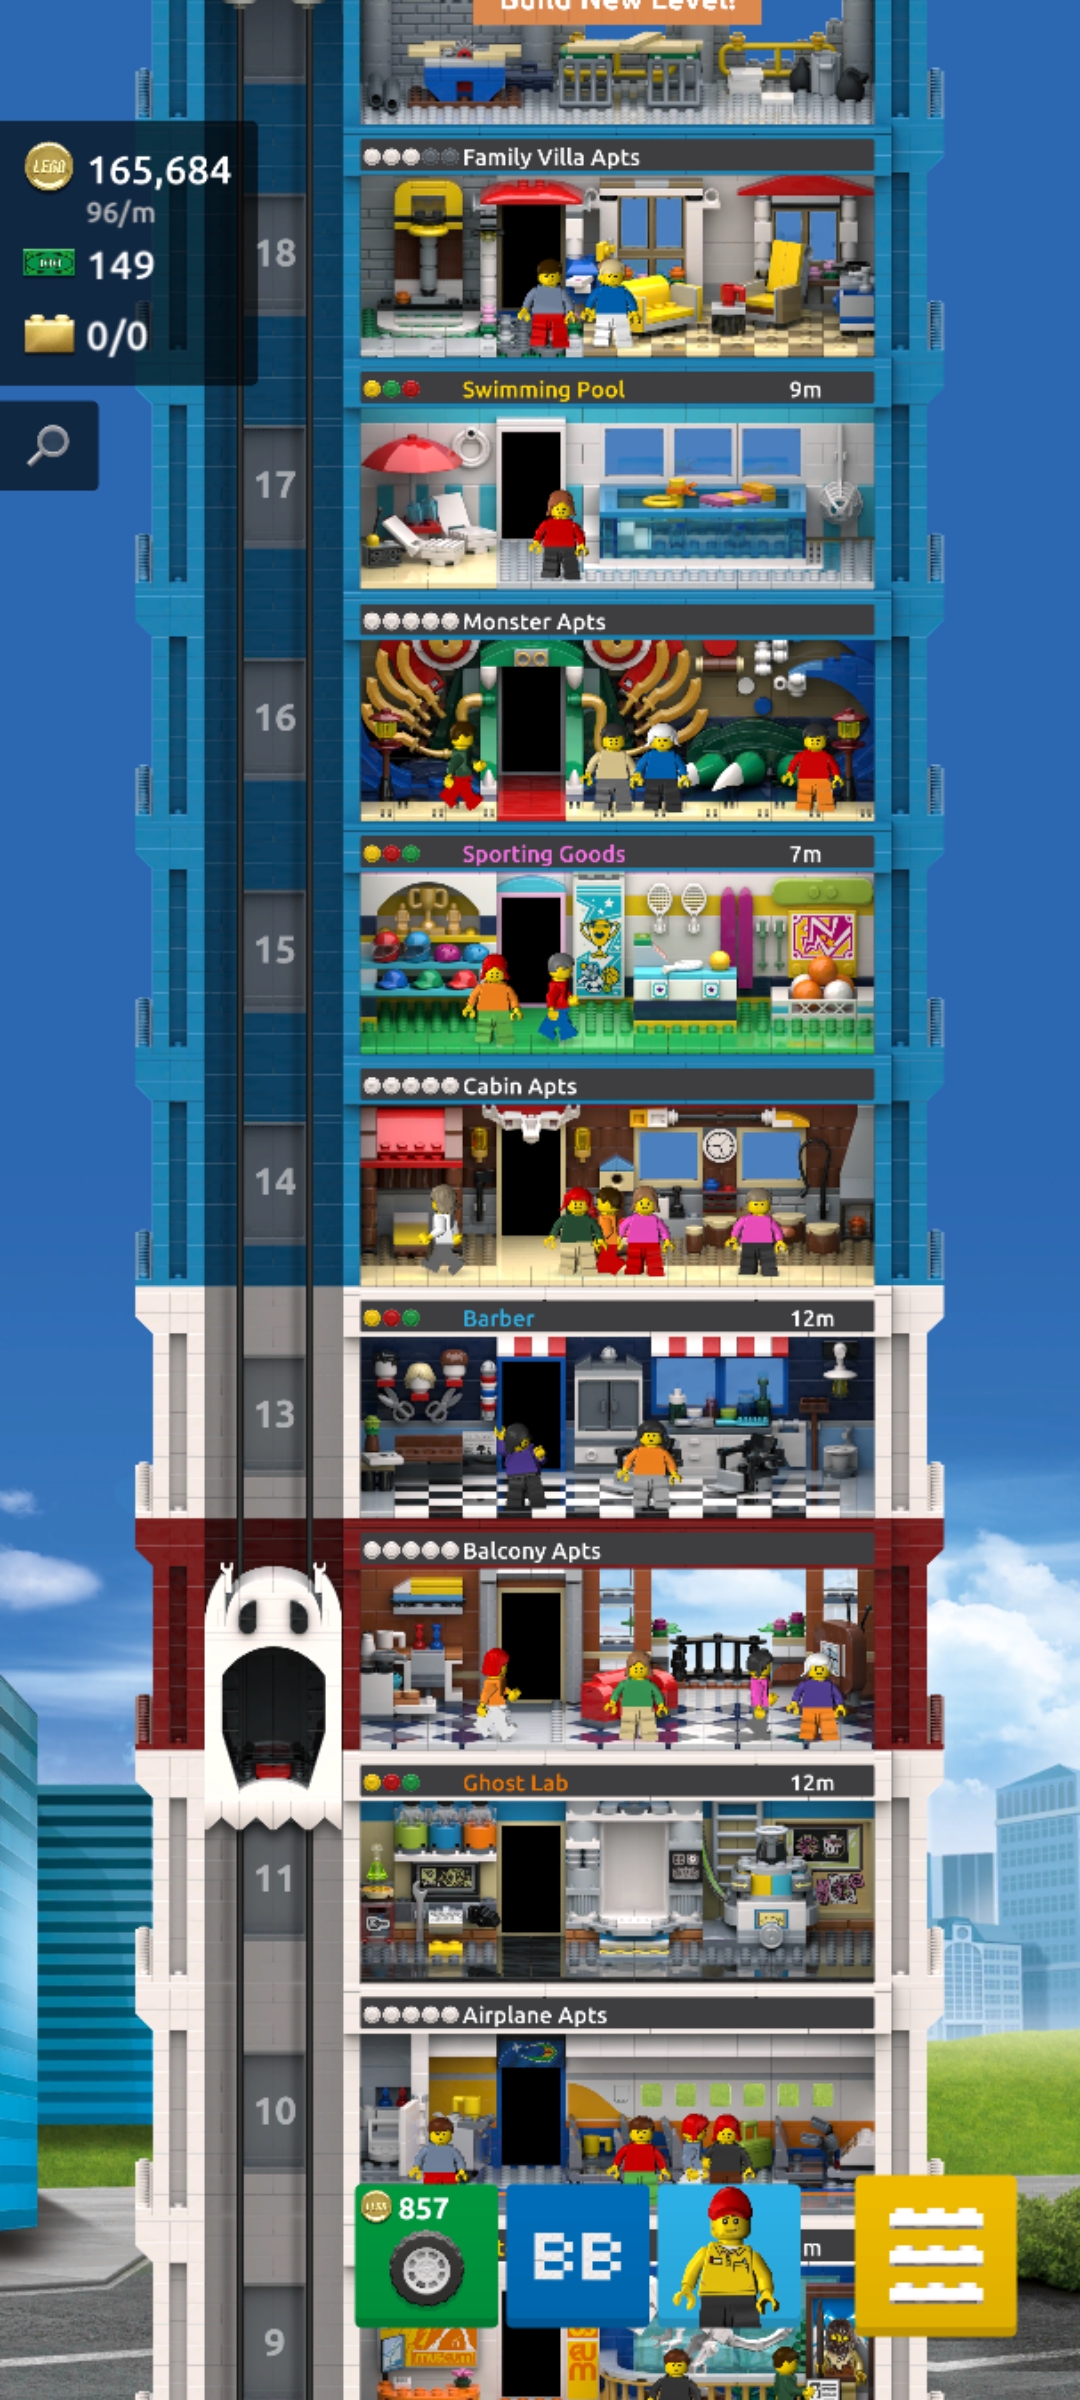 Build New Level!
LEGO 165,684
96/m
149
0/0
Family Villa Apts
18
Swimming Pool 9m
17
Monster Apts
16
Sporting Goods 7m
15
Cabin Apts
14
Barber 12m
13
Balcony Apts
Ghost Lab 12m
11
Airplane Apts
10
857
BB
m
9
MUSEUM